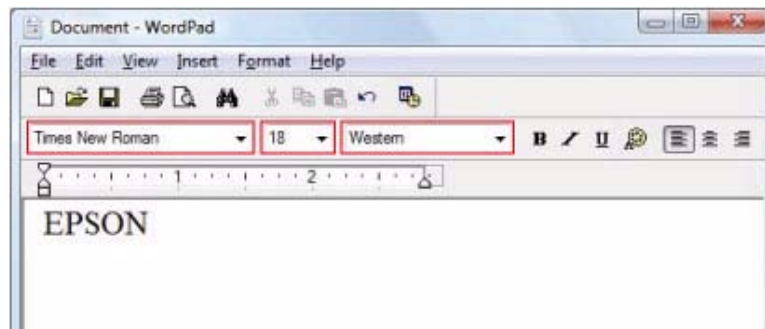 Document - WordPad
File Edit View Insert Format Help
Times New Roman 18 Western B I U
1 2
EPSON